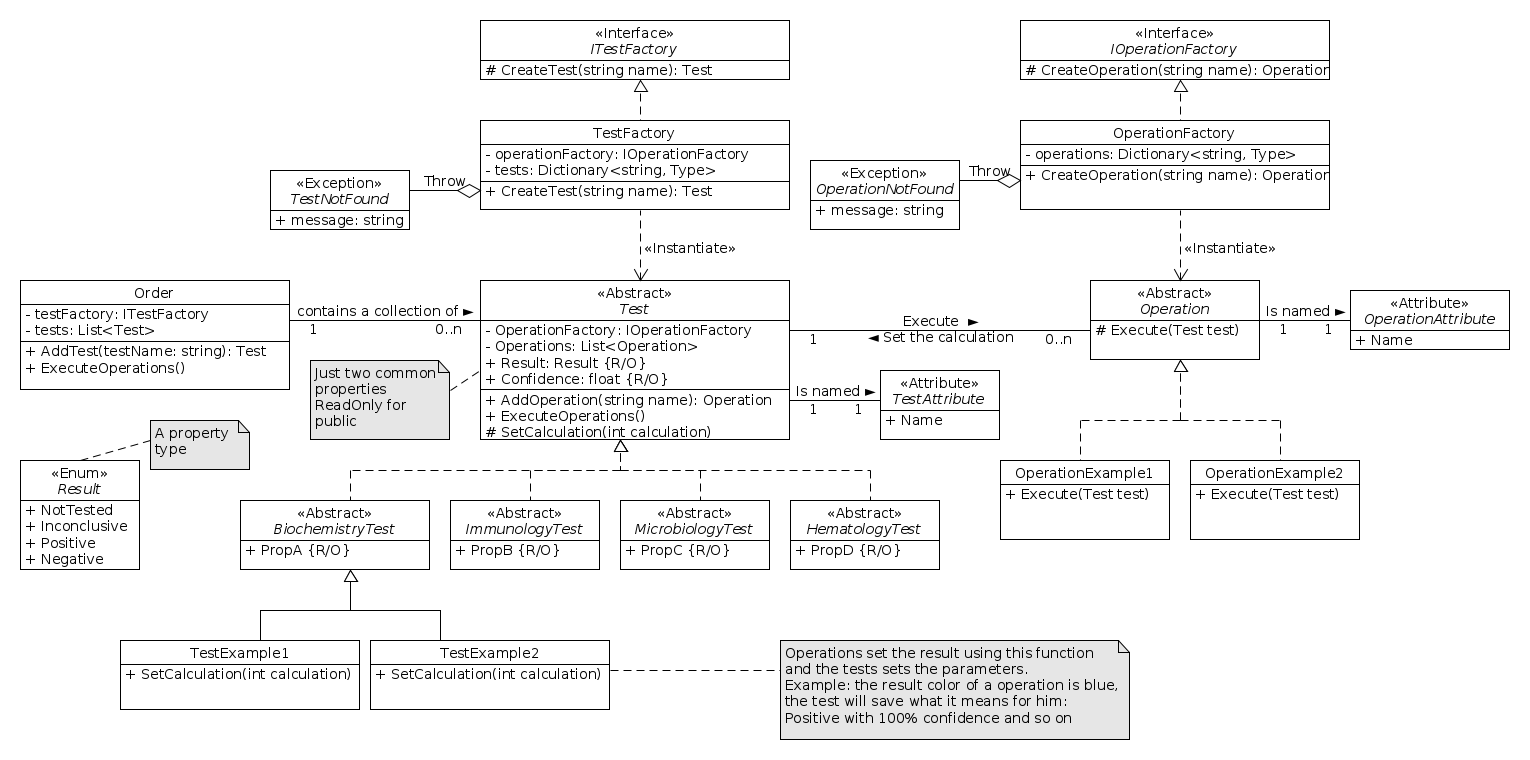 «Interface»
ITestFactory
# CreateTest(string name): Test
«Interface»
IOperationFactory
# CreateOperation(string name): Operation
TestFactory
- operationFactory: IOperationFactory
- tests: Dictionary<string, Type>
+ CreateTest(string name): Test
OperationFactory
- operations: Dictionary<string, Type>
+ CreateOperation(string name): Operation
«Exception»
TestNotFound
+ message: string
Throw
«Exception»
OperationNotFound
+ message: string
Throw
«Instantiate»
«Instantiate»
Order
- testFactory: ITestFactory
- tests: List<Test>
+ AddTest(testName: string): Test
+ ExecuteOperations()
contains a collection of ►
1 0..n
«Abstract»
Test
- OperationFactory: IOperationFactory
- Operations: List<Operation>
+ Result: Result {R/O}
+ Confidence: float {R/O}
+ AddOperation(string name): Operation
+ ExecuteOperations()
# SetCalculation(int calculation)
Execute ►
◄ Set the calculation
1 0..n
«Abstract»
Operation
# Execute(Test test)
Is named ►
1 1
«Attribute»
OperationAttribute
+ Name
Just two common
properties
ReadOnly for
public
Is named ►
1 1
«Attribute»
TestAttribute
+ Name
A property
type
«Enum»
Result
+ NotTested
+ Inconclusive
+ Positive
+ Negative
«Abstract»
BiochemistryTest
+ PropA {R/O}
«Abstract»
ImmunologyTest
+ PropB {R/O}
«Abstract»
MicrobiologyTest
+ PropC {R/O}
«Abstract»
HematologyTest
+ PropD {R/O}
OperationExample1
+ Execute(Test test)
OperationExample2
+ Execute(Test test)
TestExample1
+ SetCalculation(int calculation)
TestExample2
+ SetCalculation(int calculation)
Operations set the result using this function
and the tests sets the parameters.
Example: the result color of a operation is blue,
the test will save what it means for him:
Positive with 100% confidence and so on